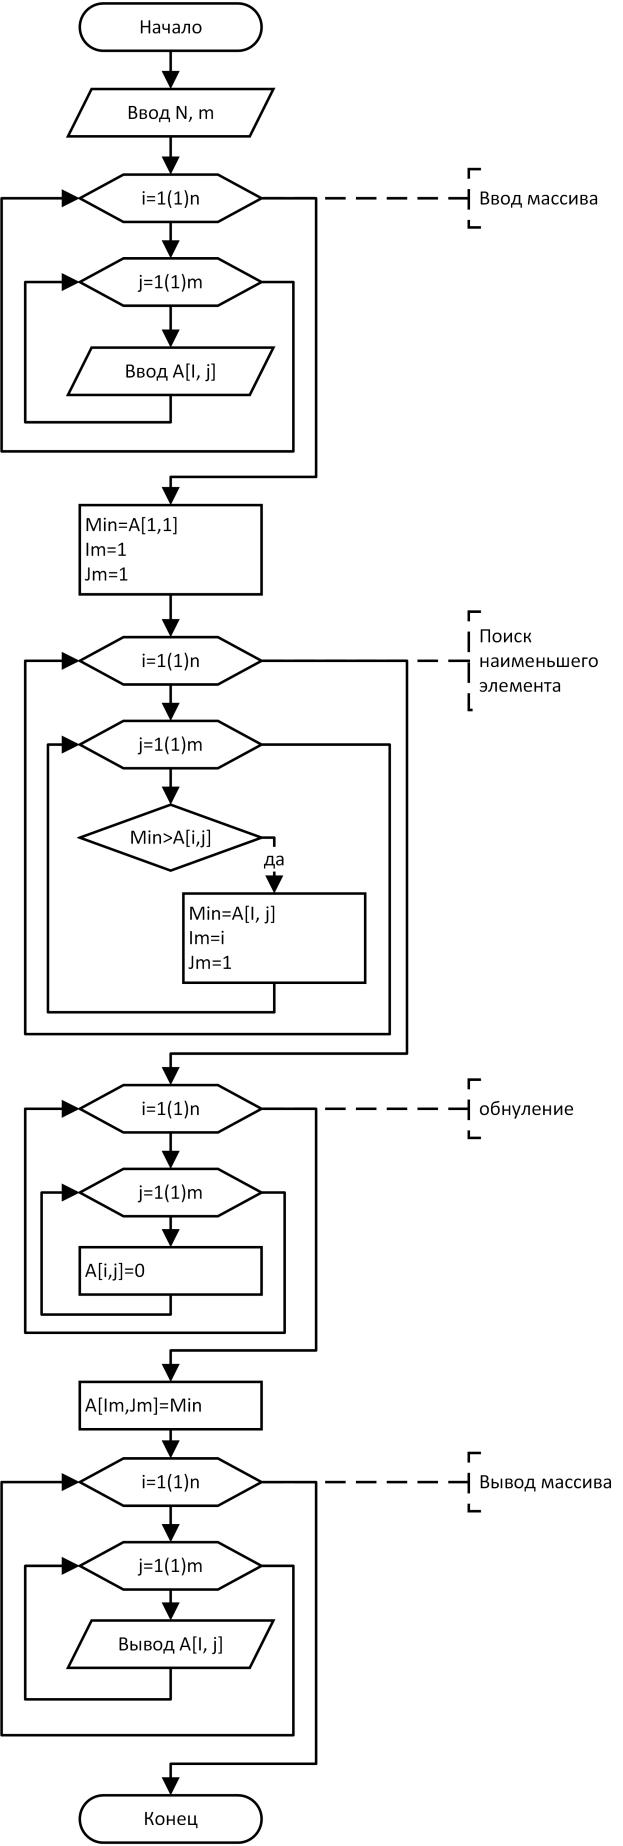 Начало
Ввод N, m
i=1(1)n
Ввод массива
j=1(1)m
Ввод A[I, j]
Min=A[1,1]
Im=1
Jm=1
i=1(1)n
Поиск
наименьшего
элемента
j=1(1)m
Min>A[i,j]
да
Min=A[I, j]
Im=i
Jm=1
i=1(1)n
обнуление
j=1(1)m
A[i,j]=0
A[Im,Jm]=Min
i=1(1)n
Вывод массива
j=1(1)m
Вывод A[I, j]
Конец